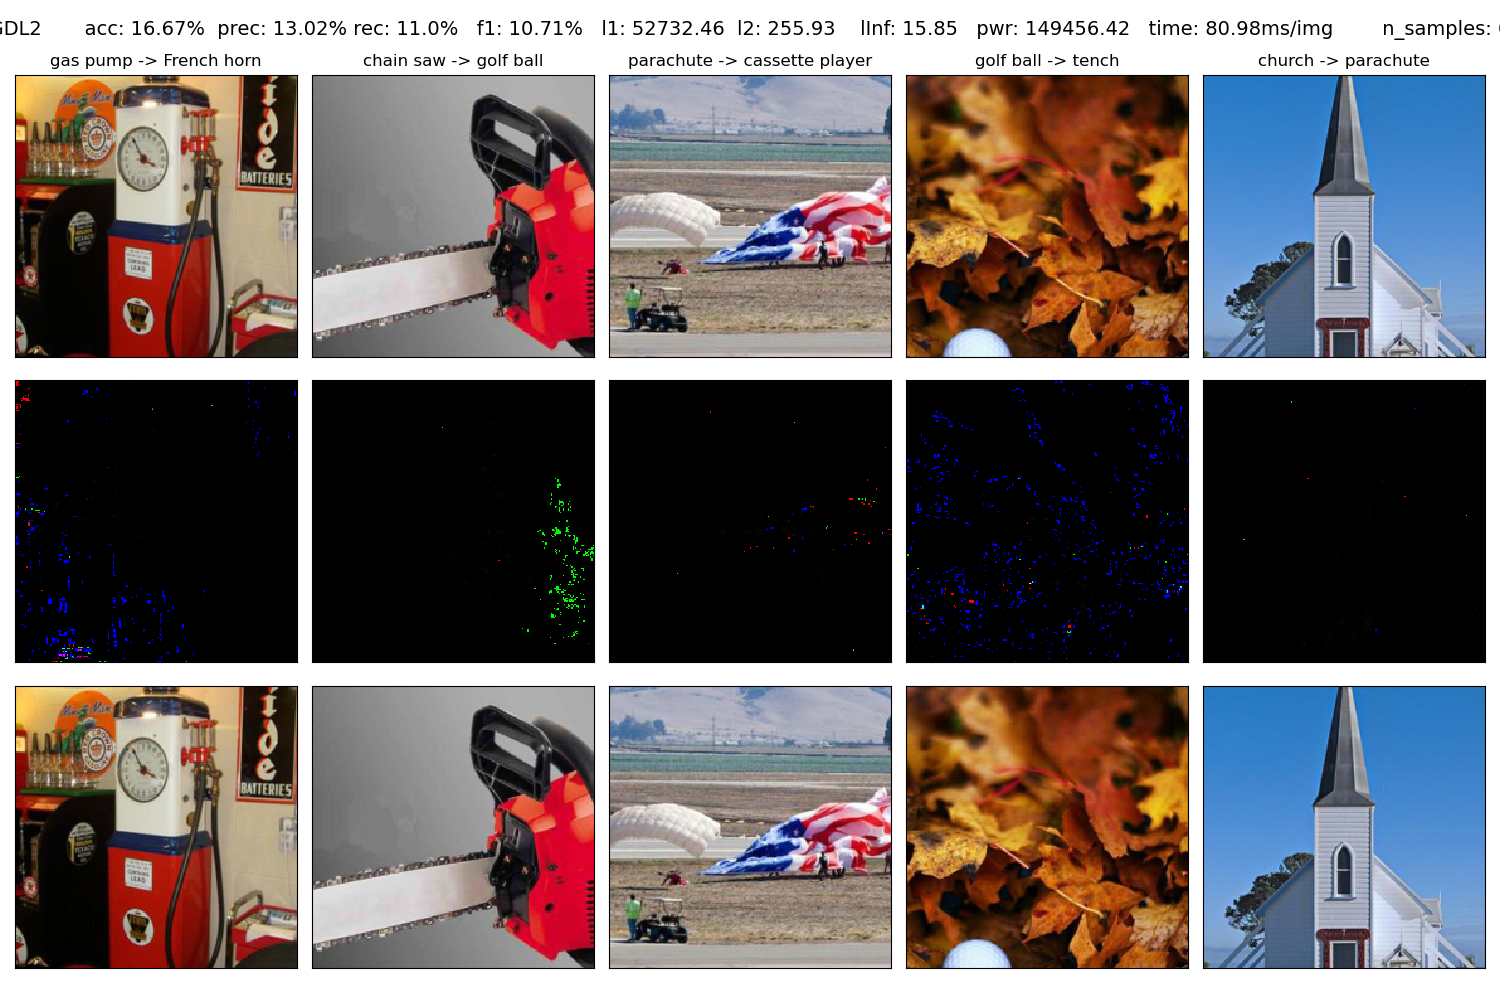 GDL2 acc: 16.67% prec: 13.02% rec: 11.0% f1: 10.71% l1: 52732.46 l2: 255.93 lInf: 15.85 pwr: 149456.42 time: 80.98ms/img n_samples:
gas pump -> French horn
chain saw -> golf ball
parachute -> cassette player
golf ball -> tench
church -> parachute
ide
BATTERIES
LEAD
ide
BATTERIES
LEAD